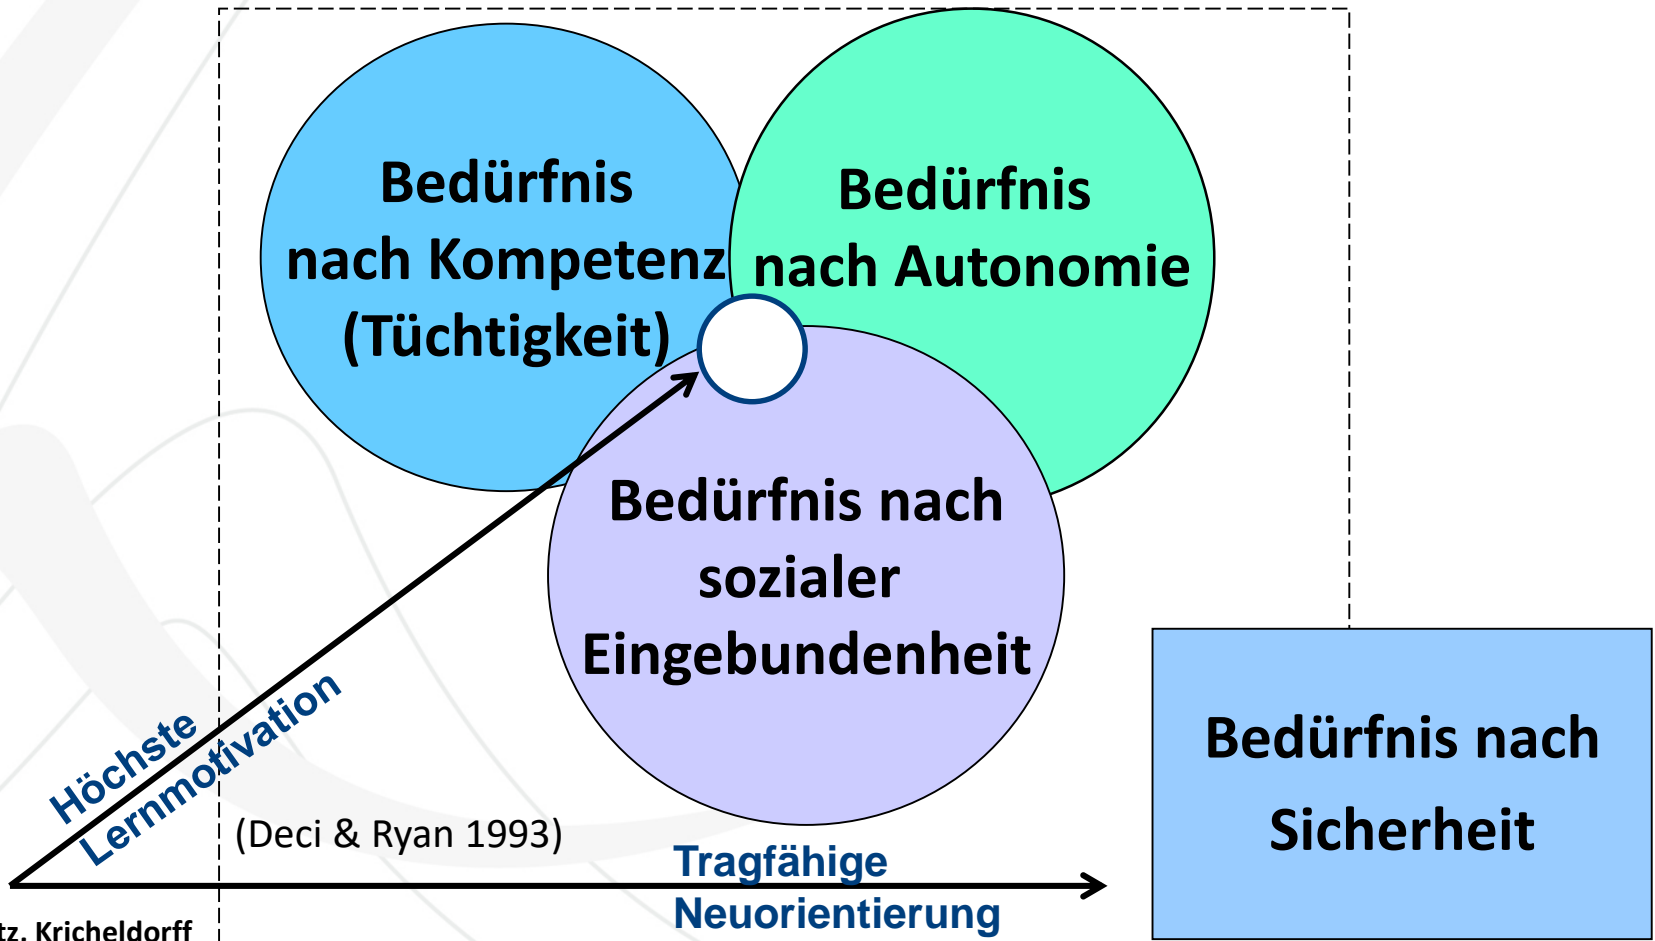 Bedürfnis
nach Kompetenz
(Tüchtigkeit)
Bedürfnis
nach Autonomie
Bedürfnis nach
sozialer
Eingebundenheit
Höchste
Lernmotivation
(Deci & Ryan 1993)
Tragfähige
Neuorientierung
Bedürfnis nach
Sicherheit
Kricheldorff